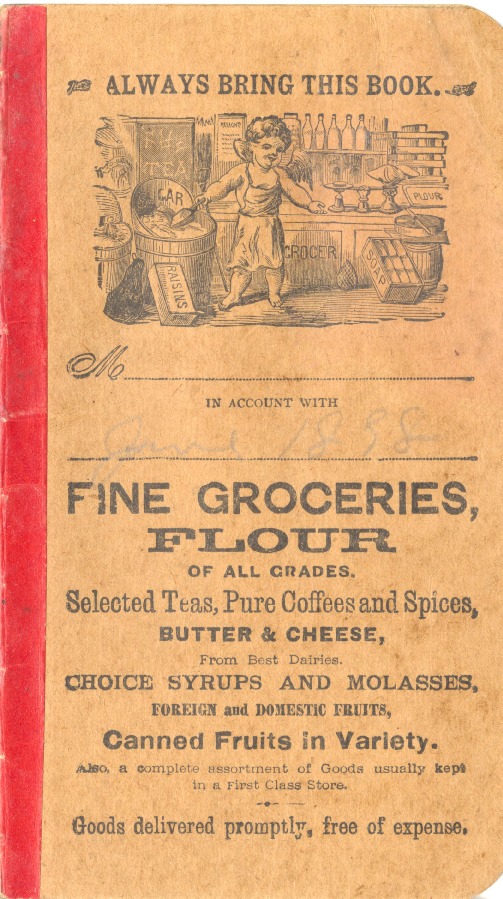 ALWAYS BRING THIS BOOK.
TEA
GAR
FLOUR
GROCER
SOAP
RAISINS
M
IN ACCOUNT WITH
1898
FINE GROCERIES,
FLOUR
OF ALL GRADES.
Selected Teas, Pure Coffees and Spices,
BUTTER & CHEESE,
From Best Dairies.
CHOICE SYRUPS AND MOLASSES,
FOREIGN and DOMESTIC FRUITS,
Canned Fruits in Variety.
Also, a complete assortment of Goods usually kept
in a First Class Store.
Goods delivered promptly, free of expense.